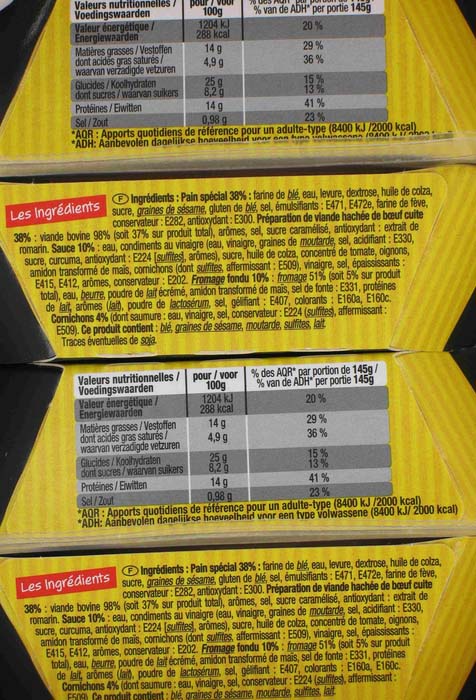 Valeurs nutritionnelles / pour / voor
Voedingswaarden 100g % van de ADH* per portie 145g
Valeur énergétique / 1204 kJ 20 %
Energiewaarden 288 kcal
Matières grasses / Vestoffen 14 g 29 %
dont acides gras saturés / 4,9 g 36 %
waarvan verzadigde vetzuren
Glucides / Koolhydraten 25 g 15 %
dont sucres / waarvan suikers 8,2 g 13 %
Protéines / Eiwitten 14 g 41 %
Sel / Zout 0,98 g 23 %
*AQR : Apports quotidiens de référence pour un adulte-type (8400 kJ /2000 kcal)
*ADH: Aanbevolen dagelijkse hoeveelheid voor een type volwassene
Les Ingrédients
F Ingrédients : Pain spécial 38% : farine de blé, eau, levure, dextrose, huile de colza,
sucre, graines de sésame, gluten de blé, sel, émulsifiants : E471, E472e, farine de fève,
conservateur : E282, antioxydant : E300. Préparation de viande hachée de bœuf cuite
38% : viande bovine 98% (soit 37% sur produit total), arômes, sel, sucre caramélisé, antioxydant : extrait de
romarin. Sauce 10% : eau, condiments au vinaigre (eau, vinaigre, graines de moutarde, sel, acidifiant : E330,
sucre, curcuma, antioxydant : E224 (sulfites), arômes), sucre, huile de colza, concentré de tomate, oignons,
amidon transformé de maïs, cornichons (dont sulfites, affermissant : E509), vinaigre, sel, épaississants :
E415, E412, arômes, conservateur : E202. Fromage fondu 10% : fromage 51% (soit 5% sur produit
total), eau, beurre, poudre de lait écrémé, amidon transformé de maïs, sel de fonte : E331, protéines
de lait, arômes (lait), poudre de lactosérum, sel, gélifiant : E407, colorants : E160a, E160c.
Cornichons 4% (dont saumure : eau, vinaigre, sel, conservateur : E224 (sulfites), affermissant :
E509). Ce produit contient : blé, graines de sésame, moutarde, sulfites, lait.
Traces éventuelles de soja.
Valeurs nutritionnelles / pour / voor % des AQR* par portion de 145g /
Voedingswaarden 100g % van de ADH* per portie 145g
Valeur énergétique / 1204 kJ 20 %
Energiewaarden 288 kcal
Matières grasses / Vestoffen 14 g 29 %
dont acides gras saturés / 4,9 g 36 %
waarvan verzadigde vetzuren
Glucides / Koolhydraten 25 g 15 %
dont sucres / waarvan suikers 8,2 g 13 %
Protéines / Eiwitten 14 g 41 %
Sel / Zout 0,98 g 23 %
*AQR : Apports quotidiens de référence pour un adulte-type (8400 kJ /2000 kcal)
*ADH: Aanbevolen dagelijkse hoeveelheid voor een type volwassene (8400 kJ/ 2000 kcal)
Les Ingrédients
F Ingrédients : Pain spécial 38% : farine de blé, eau, levure, dextrose, huile de colza,
sucre, graines de sésame, gluten de blé, sel, émulsifiants : E471, E472e, farine de fève,
conservateur : E282, antioxydant : E300. Préparation de viande hachée de bœuf cuite
38% : viande bovine 98% (soit 37% sur produit total), arômes, sel, sucre caramélisé, antioxydant : extrait de
romarin. Sauce 10% : eau, condiments au vinaigre (eau, vinaigre, graines de moutarde, sel, acidifiant : E330,
sucre, curcuma, antioxydant : E224 (sulfites), arômes), sucre, huile de colza, concentré de tomate, oignons,
amidon transformé de maïs, cornichons (dont sulfites, affermissant : E509), vinaigre, sel, épaississants :
E415, E412, arômes, conservateur : E202. Fromage fondu 10% : fromage 51% (soit 5% sur produit
total), eau, beurre, poudre de lait écrémé, amidon transformé de maïs, sel de fonte : E331, protéines
de lait, arômes (lait), poudre de lactosérum, sel, gélifiant : E407, colorants : E160a, E160c.
Cornichons 4% (dont saumure : eau, vinaigre, sel, conservateur : E224 (sulfites), affermissant :
E509. Ce produit contient : blé, graines de sésame, moutarde, sulfites, lait.